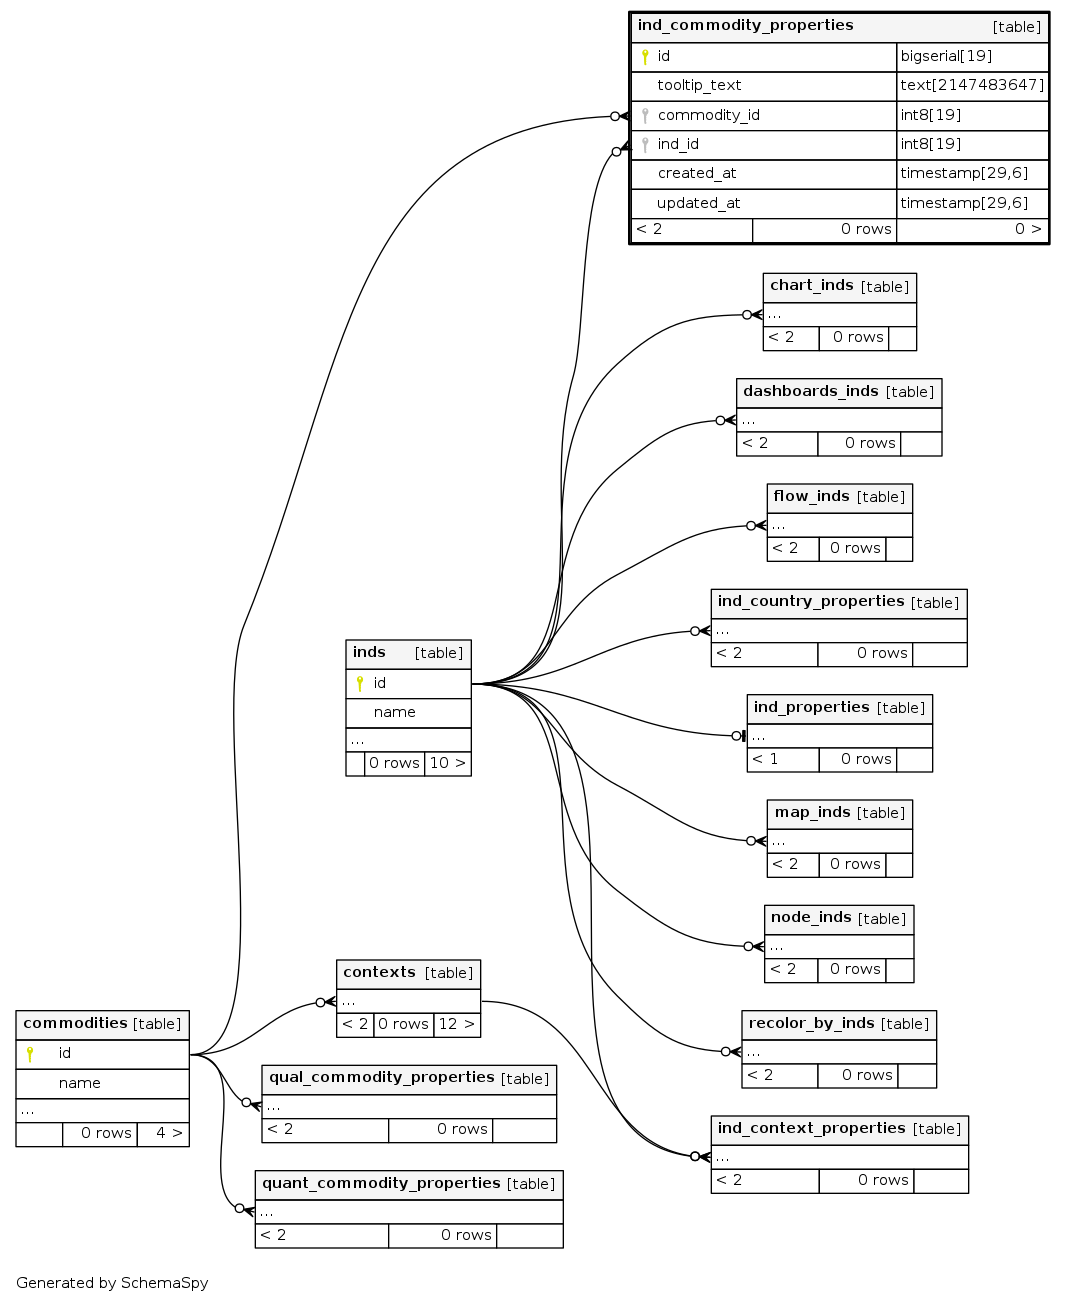 ind_commodity_properties [table]
id bigserial[19]
tooltip_text text[2147483647]
commodity_id int8[19]
ind_id int8[19]
created_at timestamp[29,6]
updated_at timestamp[29,6]
< 2 0 rows 0 >
chart_inds [table]
...
< 2 0 rows
dashboards_inds [table]
...
< 2 0 rows
flow_inds [table]
...
< 2 0 rows
ind_country_properties [table]
...
< 2 0 rows
inds [table]
id
name
...
0 rows 10 >
ind_properties [table]
...
< 1 0 rows
map_inds [table]
...
< 2 0 rows
node_inds [table]
...
< 2 0 rows
contexts [table]
...
< 2 0 rows 12 >
commodities [table]
id
name
...
0 rows 4 >
recolor_by_inds [table]
...
< 2 0 rows
qual_commodity_properties [table]
...
< 2 0 rows
ind_context_properties [table]
...
< 2 0 rows
quant_commodity_properties [table]
...
< 2 0 rows
Generated by SchemaSpy